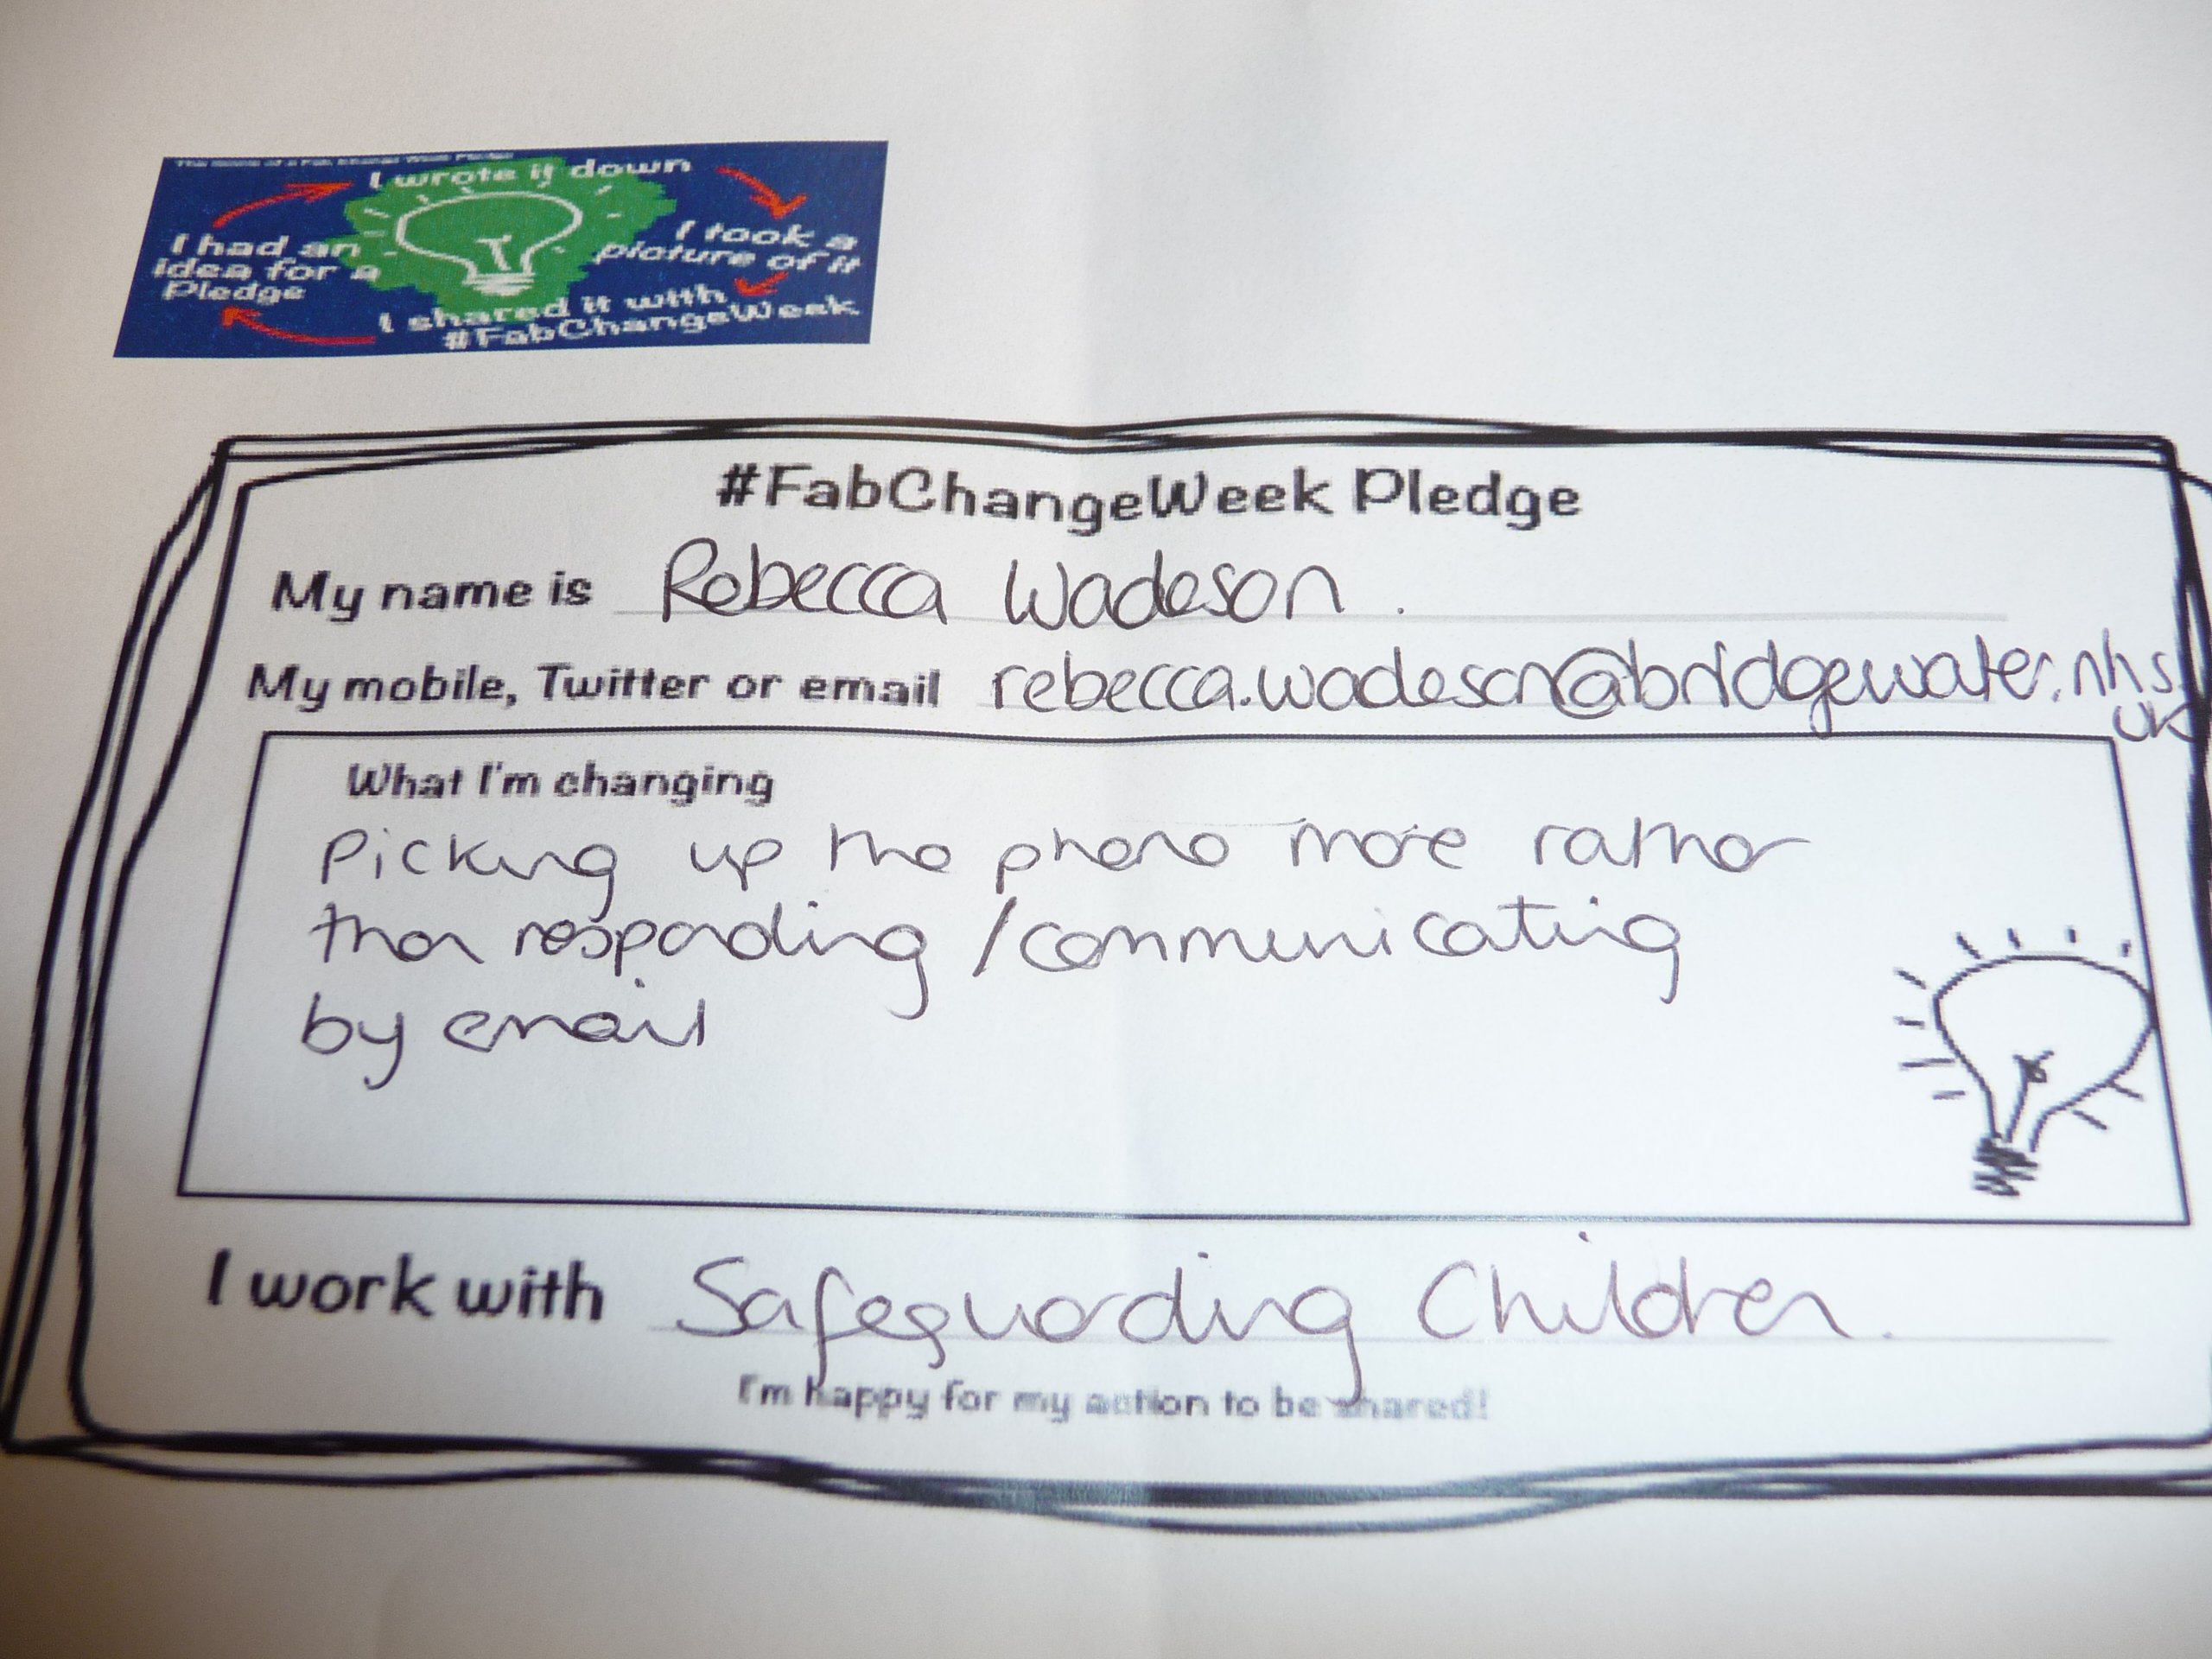 I wrote it down
I had an
idea for a
Pledge
I took a
picture of it
I shared it with
#FabChangeWeek
#FabChangeWeek Pledge
My name is Rebecca Wadeson.
My mobile, Twitter or email rebecca.wadeson@bridgewater.nhs.
uk
What I'm changing
Picking up the phone more rather
than responding / communicating
by email
I work with Safeguarding Children.
I'm happy for my action to be shared!